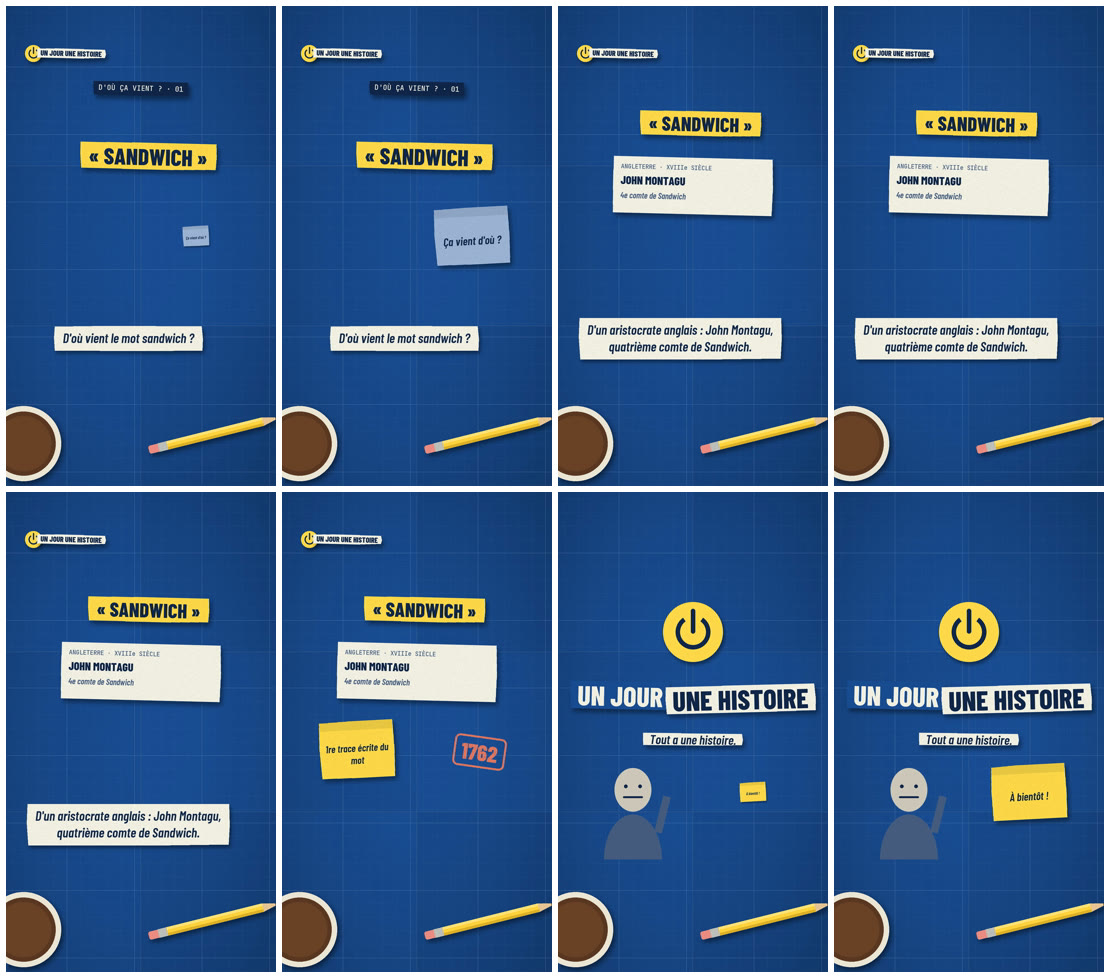 UN JOUR UNE HISTOIRE
D'OÙ ÇA VIENT ? · 01
« SANDWICH »
Ça vient d'où ?
D'où vient le mot sandwich ?
UN JOUR UNE HISTOIRE
D'OÙ ÇA VIENT ? · 01
« SANDWICH »
Ça vient d'où ?
D'où vient le mot sandwich ?
UN JOUR UNE HISTOIRE
« SANDWICH »
ANGLETERRE · XVIIIe SIÈCLE
JOHN MONTAGU
4e comte de Sandwich
D'un aristocrate anglais : John Montagu,
quatrième comte de Sandwich.
UN JOUR UNE HISTOIRE
« SANDWICH »
ANGLETERRE · XVIIIe SIÈCLE
JOHN MONTAGU
4e comte de Sandwich
D'un aristocrate anglais : John Montagu,
quatrième comte de Sandwich.
UN JOUR UNE HISTOIRE
« SANDWICH »
ANGLETERRE · XVIIIe SIÈCLE
JOHN MONTAGU
4e comte de Sandwich
D'un aristocrate anglais : John Montagu,
quatrième comte de Sandwich.
UN JOUR UNE HISTOIRE
« SANDWICH »
ANGLETERRE · XVIIIe SIÈCLE
JOHN MONTAGU
4e comte de Sandwich
1re trace écrite du
mot
1762
UN JOUR UNE HISTOIRE
Tout a une histoire.
À bientôt !
UN JOUR UNE HISTOIRE
Tout a une histoire.
À bientôt !